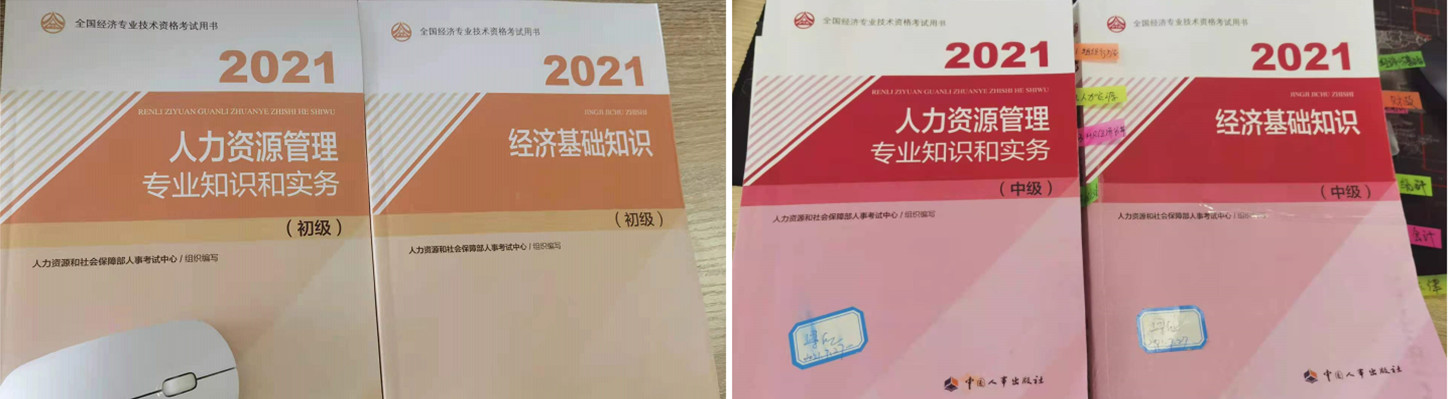 全国经济专业技术资格考试用书
2021
RENLI ZIYUAN GUANLI ZHUANYE ZHISHI HE SHIWU
人力资源管理
专业知识和实务
（初级）
人力资源和社会保障部人事考试中心/组织编写
全国经济专业技术资格考试用书
2021
JINGJI JICHU ZHISHI
经济基础知识
（初级）
人力资源和社会保障部人事考试中心/组织编写
全国经济专业技术资格考试用书
2021
RENLI ZIYUAN GUANLI ZHUANYE ZHISHI HE SHIWU
人力资源管理
专业知识和实务
（中级）
人力资源和社会保障部人事考试中心/组织编写
中国人事出版社
全国经济专业技术资格考试用书
2021
JINGJI JICHU ZHISHI
经济基础知识
（中级）
人力资源和社会保障部人事考试中心/组织编写
中国人事出版社
财政
统计
会计